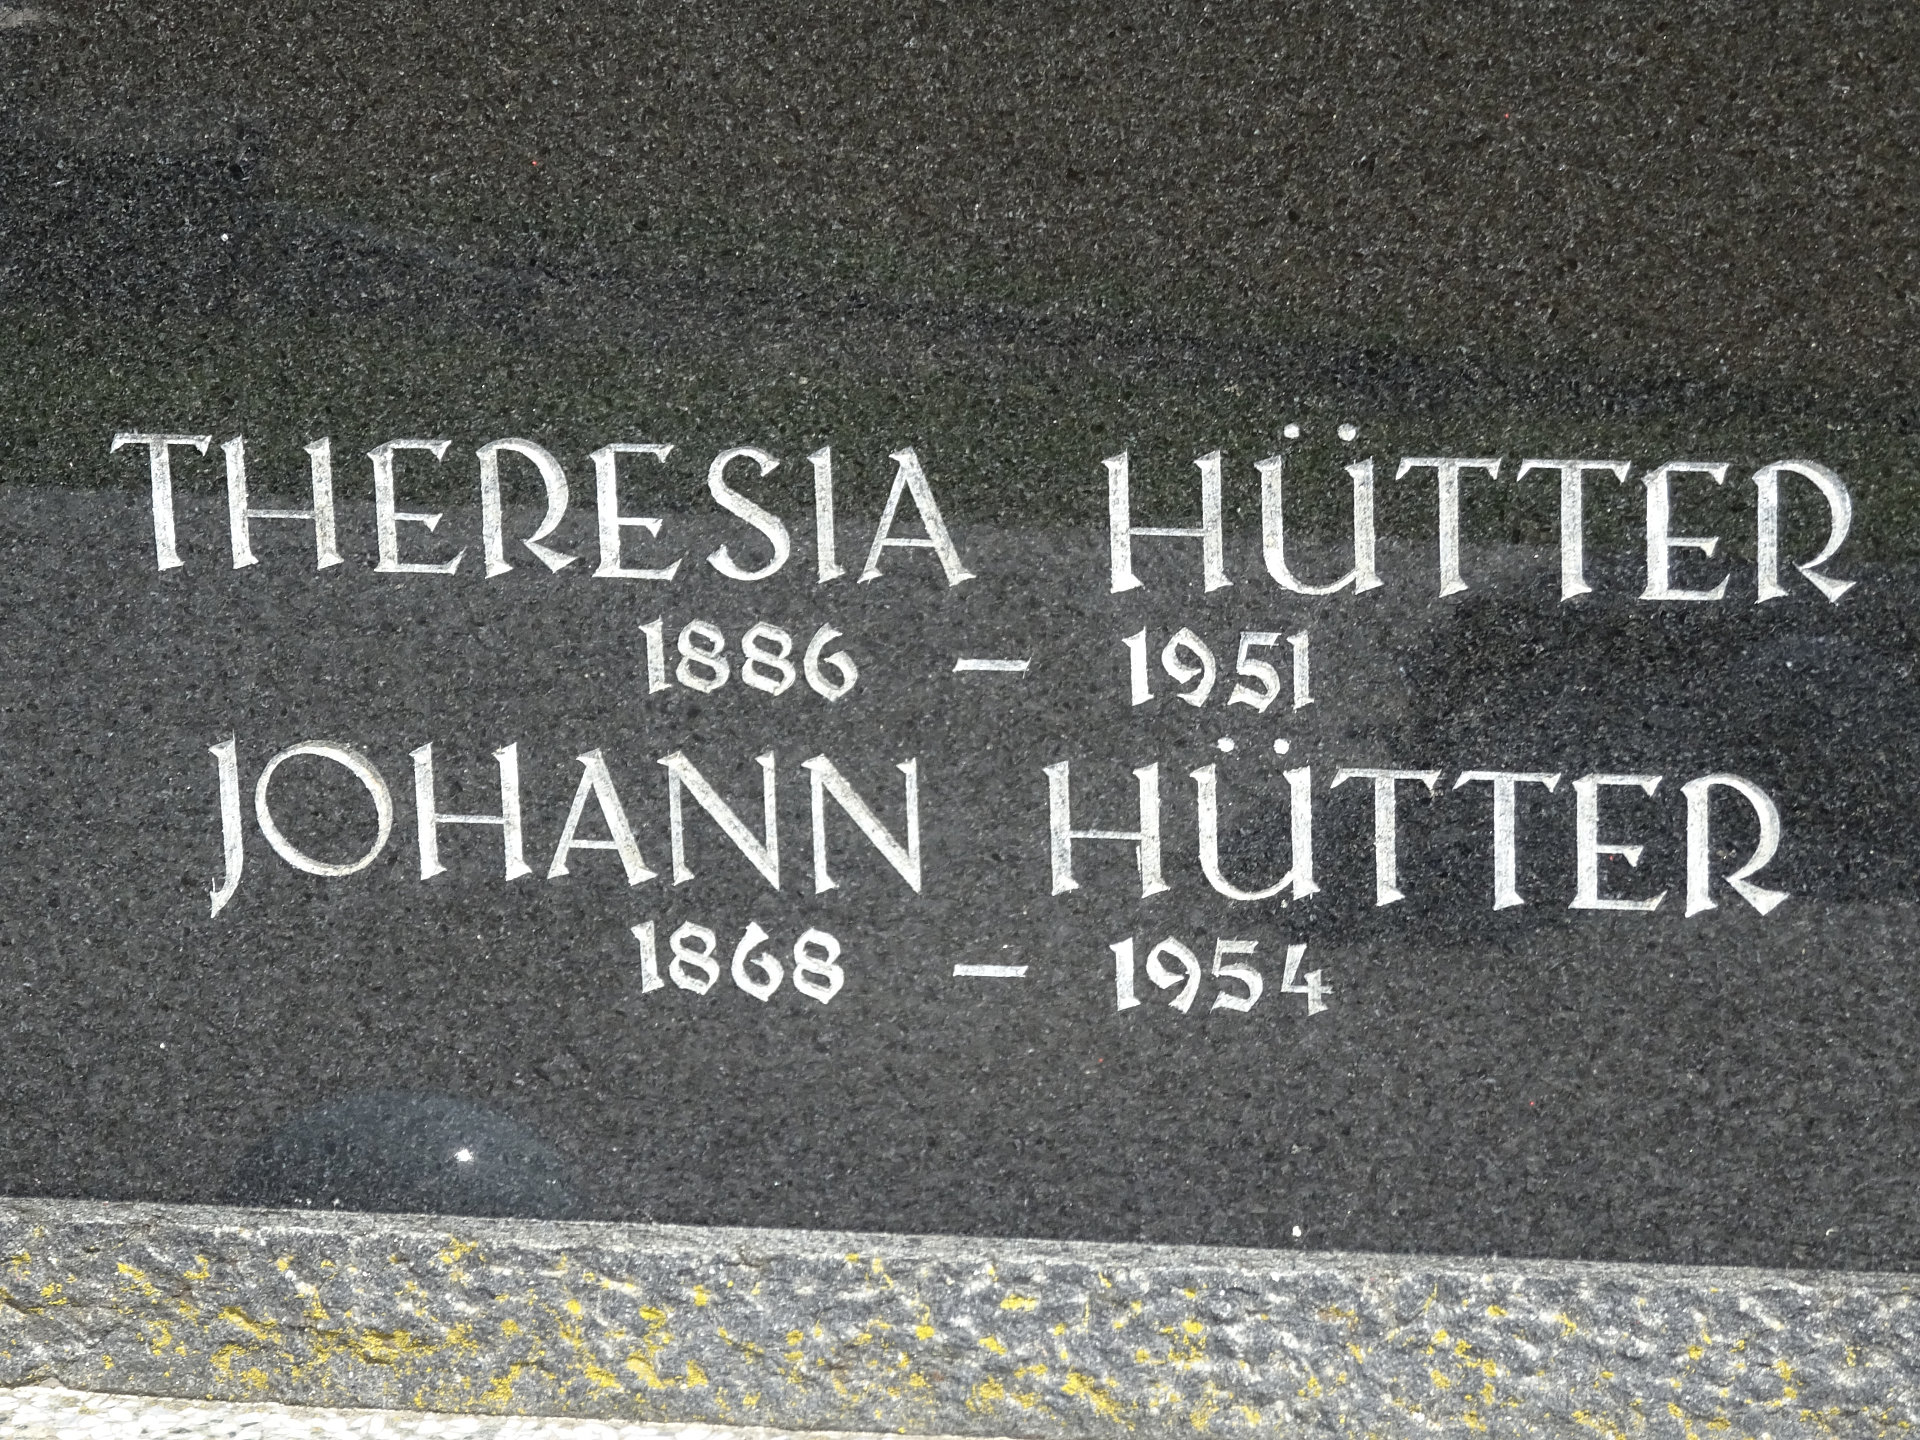 THERESIA HÜTTER
1886 – 1951
JOHANN HÜTTER
1868 – 1954